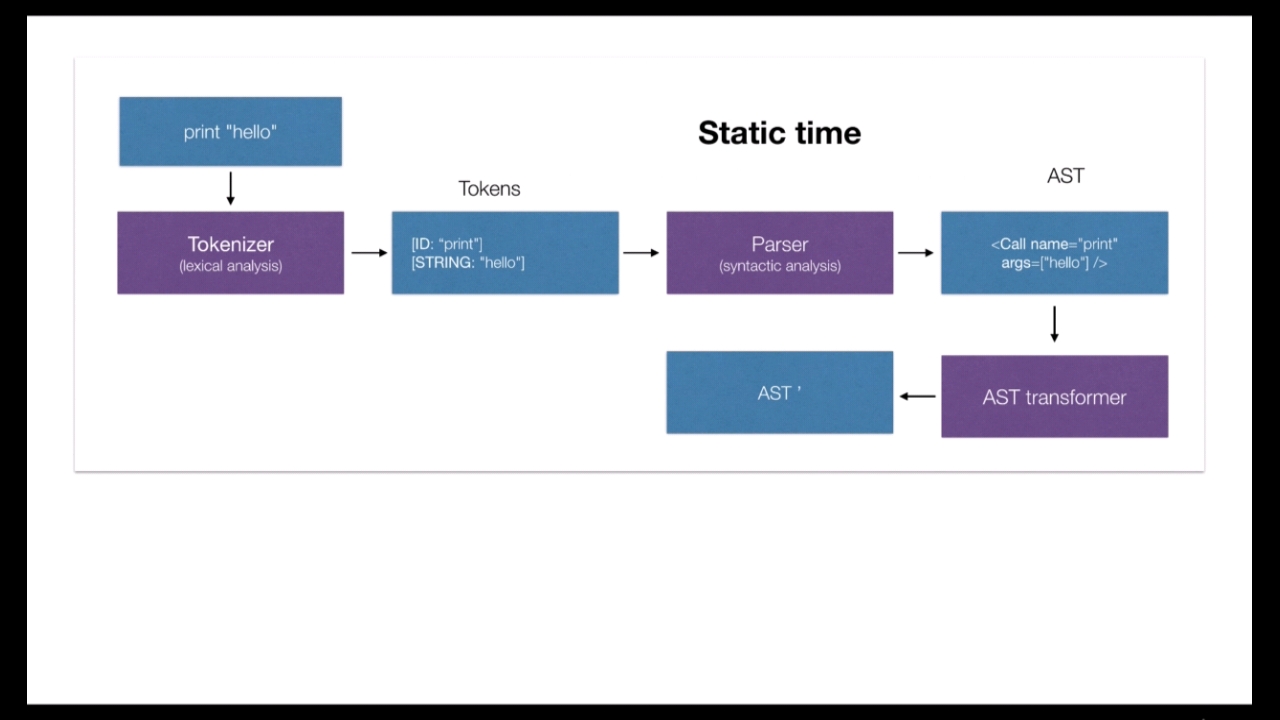 print "hello"
Static time
Tokens
AST
Tokenizer
(lexical analysis)
[ID: "print"]
[STRING: "hello"]
Parser
(syntactic analysis)
<Call name="print"
args=["hello"] />
AST '
AST transformer